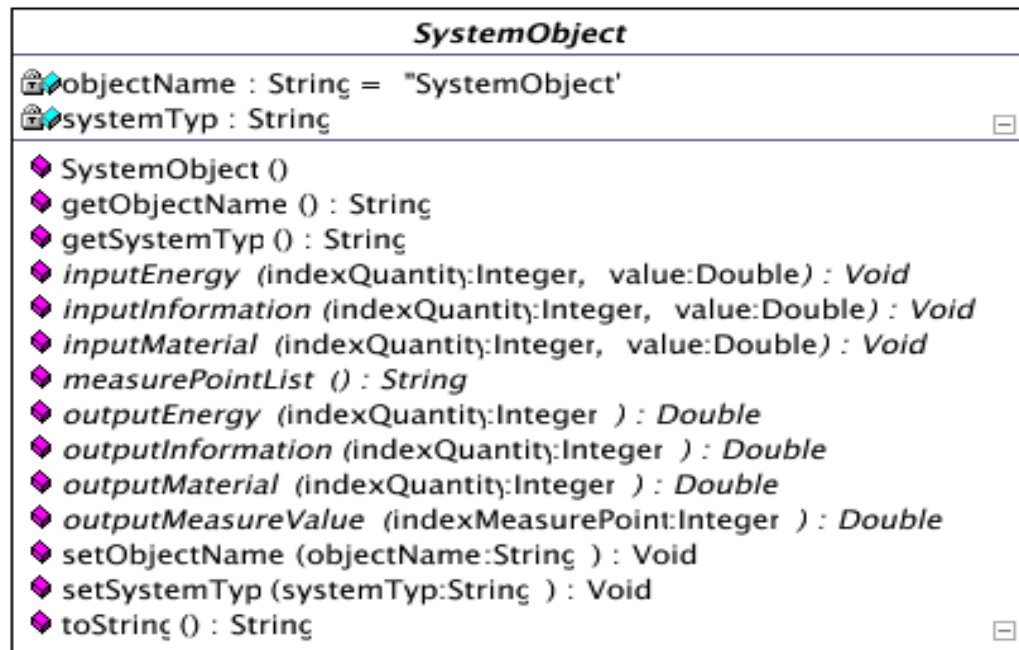 SystemObject
objectName : String = "SystemObject'
systemTyp : String
SystemObject ()
getObjectName () : String
getSystemTyp () : String
inputEnergy (indexQuantity:Integer, value:Double) : Void
inputInformation (indexQuantity:Integer, value:Double) : Void
inputMaterial (indexQuantity:Integer, value:Double) : Void
measurePointList () : String
outputEnergy (indexQuantity:Integer ) : Double
outputInformation (indexQuantity:Integer ) : Double
outputMaterial (indexQuantity:Integer ) : Double
outputMeasureValue (indexMeasurePoint:Integer ) : Double
setObjectName (objectName:String ) : Void
setSystemTyp (systemTyp:String ) : Void
toString () : String